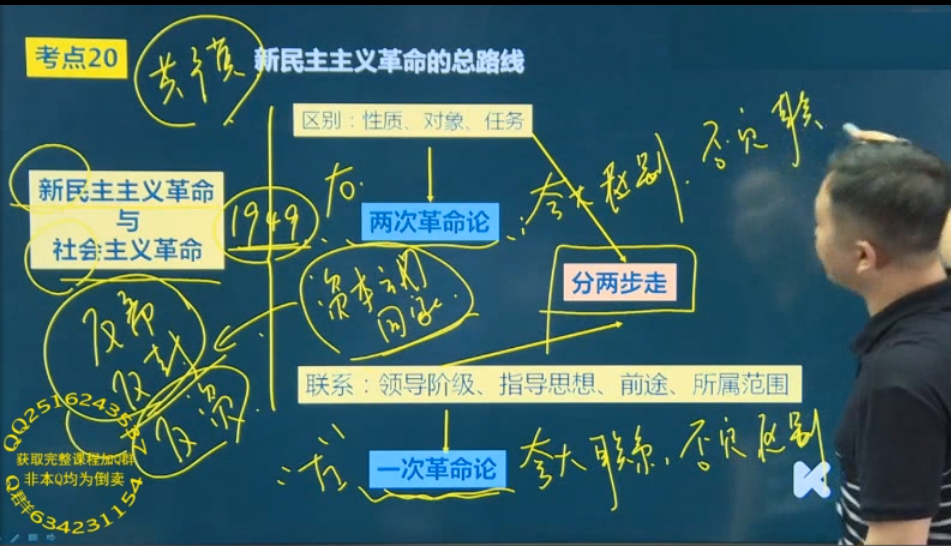 考点20
新民主主义革命的总路线
区别：性质、对象、任务
新民主主义革命
与
社会主义革命
1949
右
两次革命论
夸大区别，否定联
分两步走
资本主义
国家
反帝
反封
反资
联系：领导阶级、指导思想、前途、所属范围
左
一次革命论
夸大联系，否定区别
获取完整课程加Q群
非本Q均为倒卖
Q群634231154